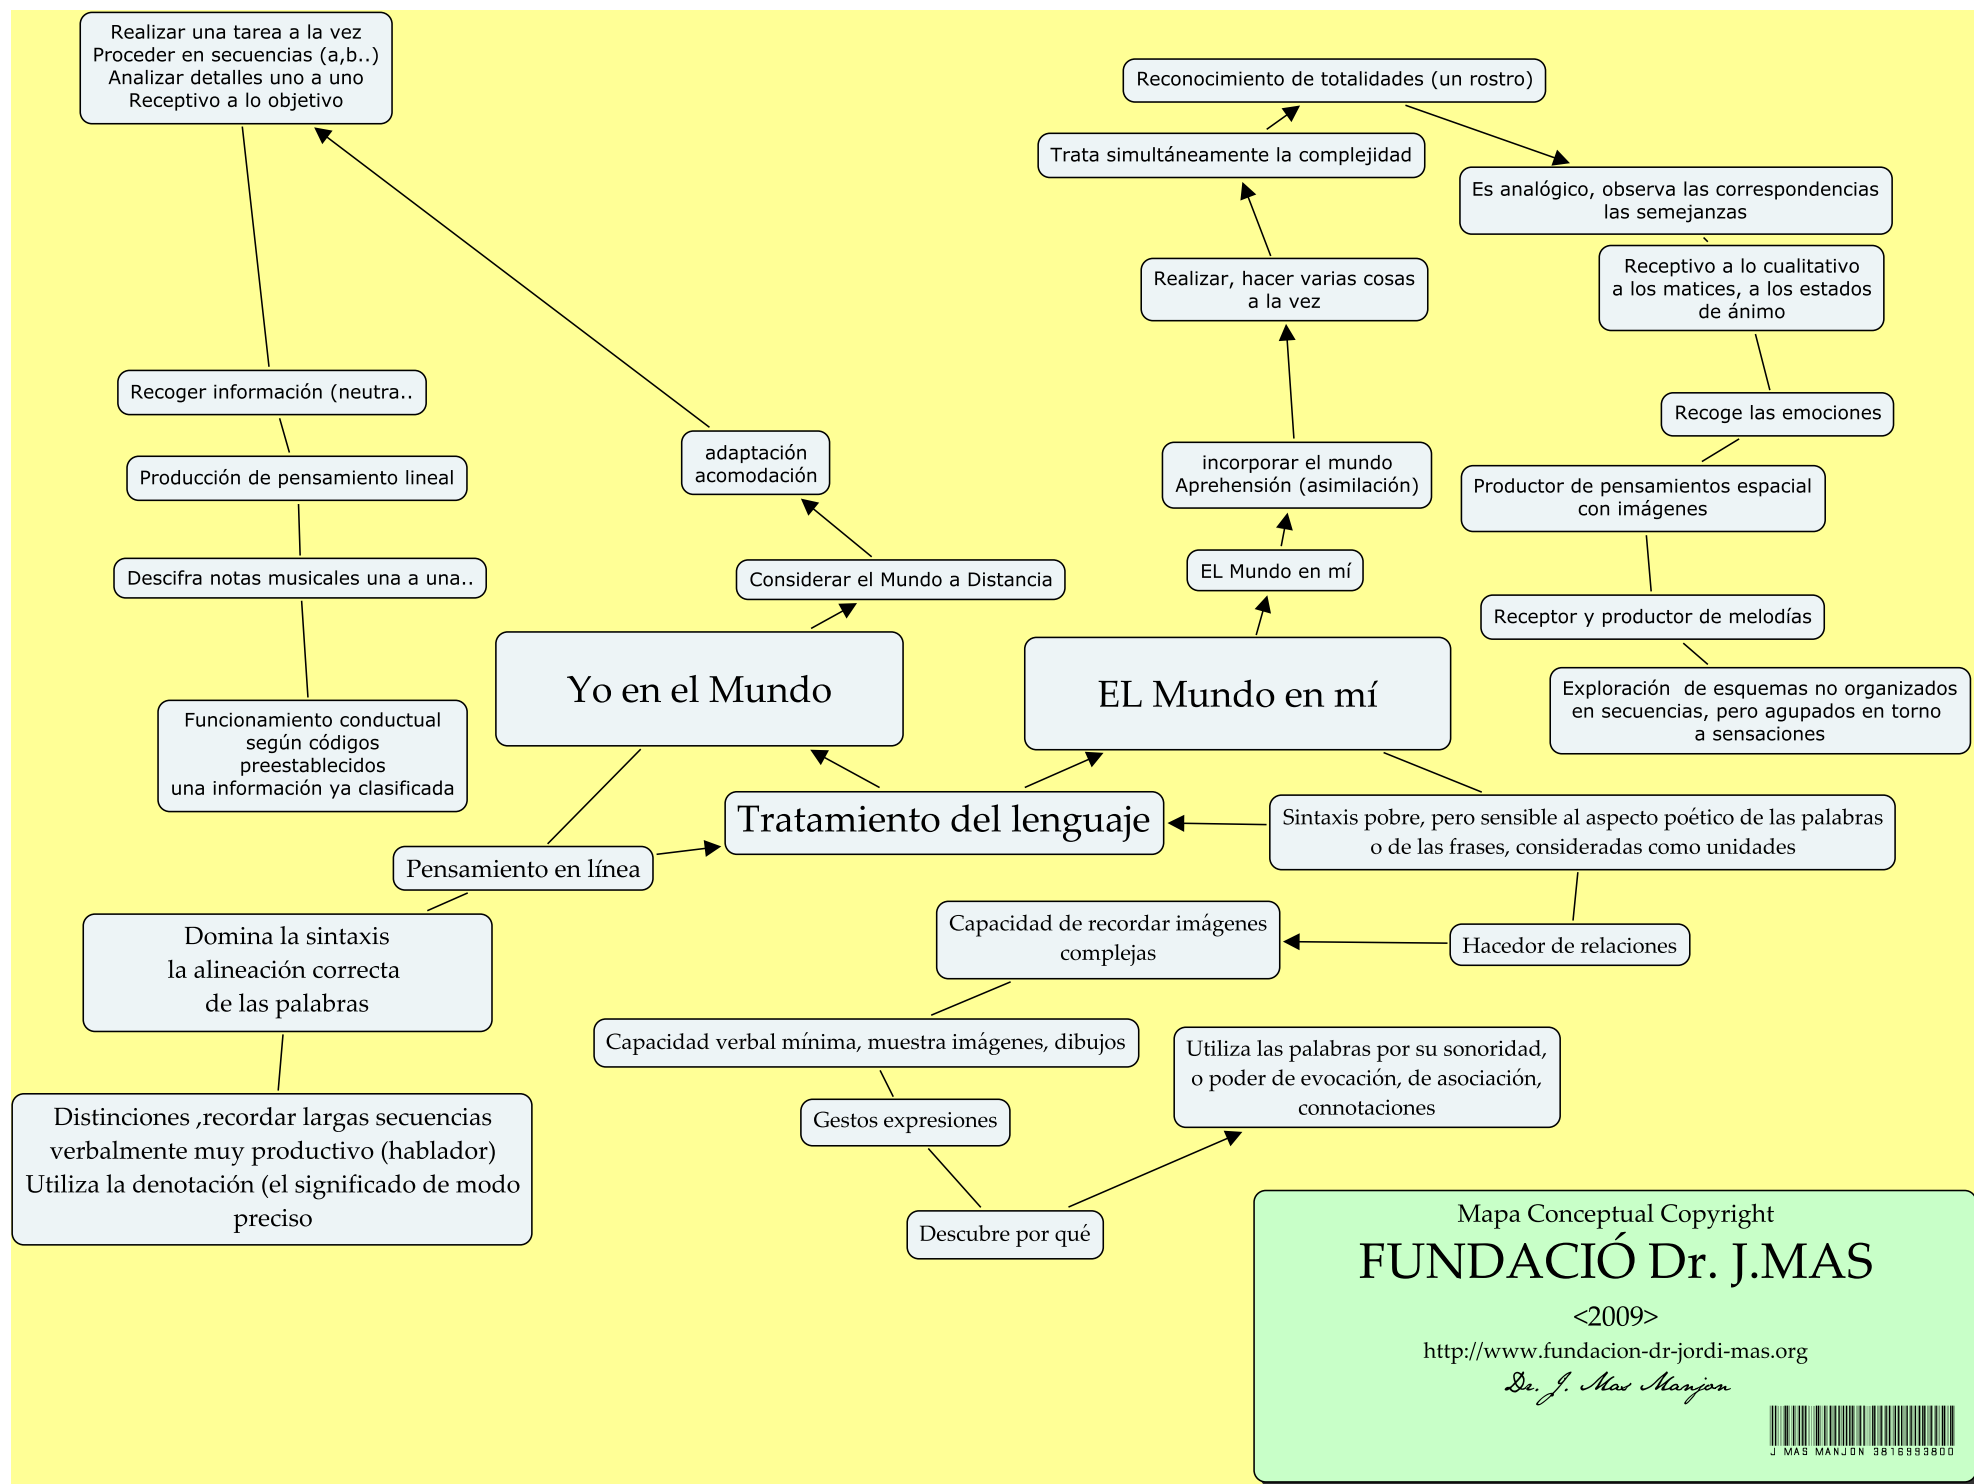 Realizar una tarea a la vez
Proceder en secuencias (a,b..)
Analizar detalles uno a uno
Receptivo a lo objetivo
Reconocimiento de totalidades (un rostro)
Trata simultáneamente la complejidad
Es analógico, observa las correspondencias
las semejanzas
Receptivo a lo cualitativo
a los matices, a los estados
de ánimo
Realizar, hacer varias cosas
a la vez
Recoger información (neutra..
Recoge las emociones
adaptación
acomodación
incorporar el mundo
Aprehensión (asimilación)
Producción de pensamiento lineal
Productor de pensamientos espacial
con imágenes
Descifra notas musicales una a una..
Considerar el Mundo a Distancia
EL Mundo en mí
Receptor y productor de melodías
Yo en el Mundo
EL Mundo en mí
Exploración  de esquemas no organizados
en secuencias, pero agupados en torno
a sensaciones
Funcionamiento conductual
según códigos
preestablecidos
una información ya clasificada
Tratamiento del lenguaje
Sintaxis pobre, pero sensible al aspecto poético de las palabras
o de las frases, consideradas como unidades
Pensamiento en línea
Domina la sintaxis
la alineación correcta
de las palabras
Capacidad de recordar imágenes
complejas
Hacedor de relaciones
Capacidad verbal mínima, muestra imágenes, dibujos
Utiliza las palabras por su sonoridad,
o poder de evocación, de asociación,
connotaciones
Distinciones ,recordar largas secuencias
verbalmente muy productivo (hablador)
Utiliza la denotación (el significado de modo
preciso
Gestos expresiones
Descubre por qué
Mapa Conceptual Copyright
FUNDACIÓ Dr. J.MAS
<2009>
http://www.fundacion-dr-jordi-mas.org
Dr. J. Mas Manjon
J MAS MANJON 3816993800